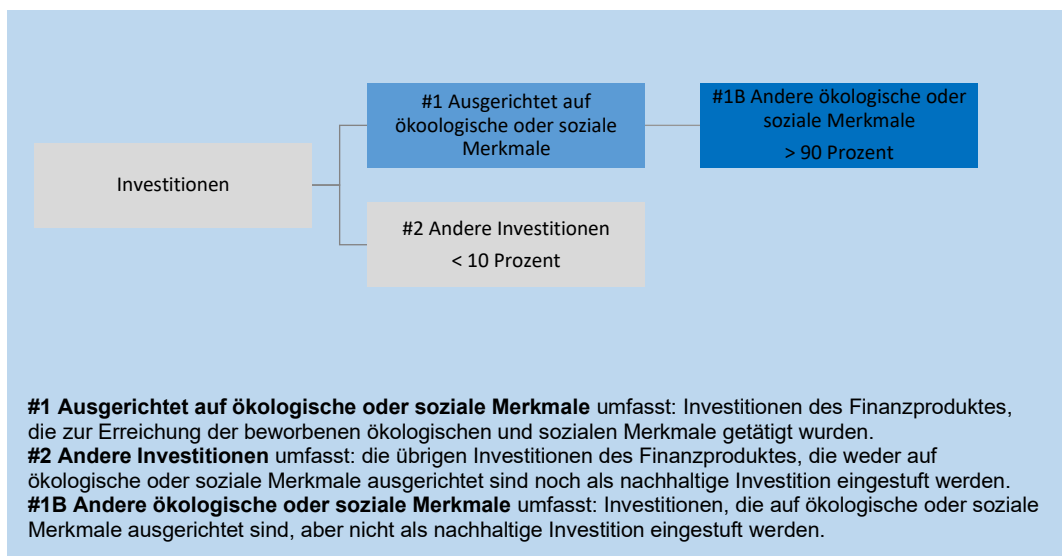 #1 Ausgerichtet auf
ökoologische oder soziale
Merkmale
#1B Andere ökologische oder
soziale Merkmale
> 90 Prozent
Investitionen
#2 Andere Investitionen
< 10 Prozent
#1 Ausgerichtet auf ökologische oder soziale Merkmale umfasst: Investitionen des Finanzproduktes,
die zur Erreichung der beworbenen ökologischen und sozialen Merkmale getätigt wurden.
#2 Andere Investitionen umfasst: die übrigen Investitionen des Finanzproduktes, die weder auf
ökologische oder soziale Merkmale ausgerichtet sind noch als nachhaltige Investition eingestuft werden.
#1B Andere ökologische oder soziale Merkmale umfasst: Investitionen, die auf ökologische oder soziale
Merkmale ausgerichtet sind, aber nicht als nachhaltige Investition eingestuft werden.